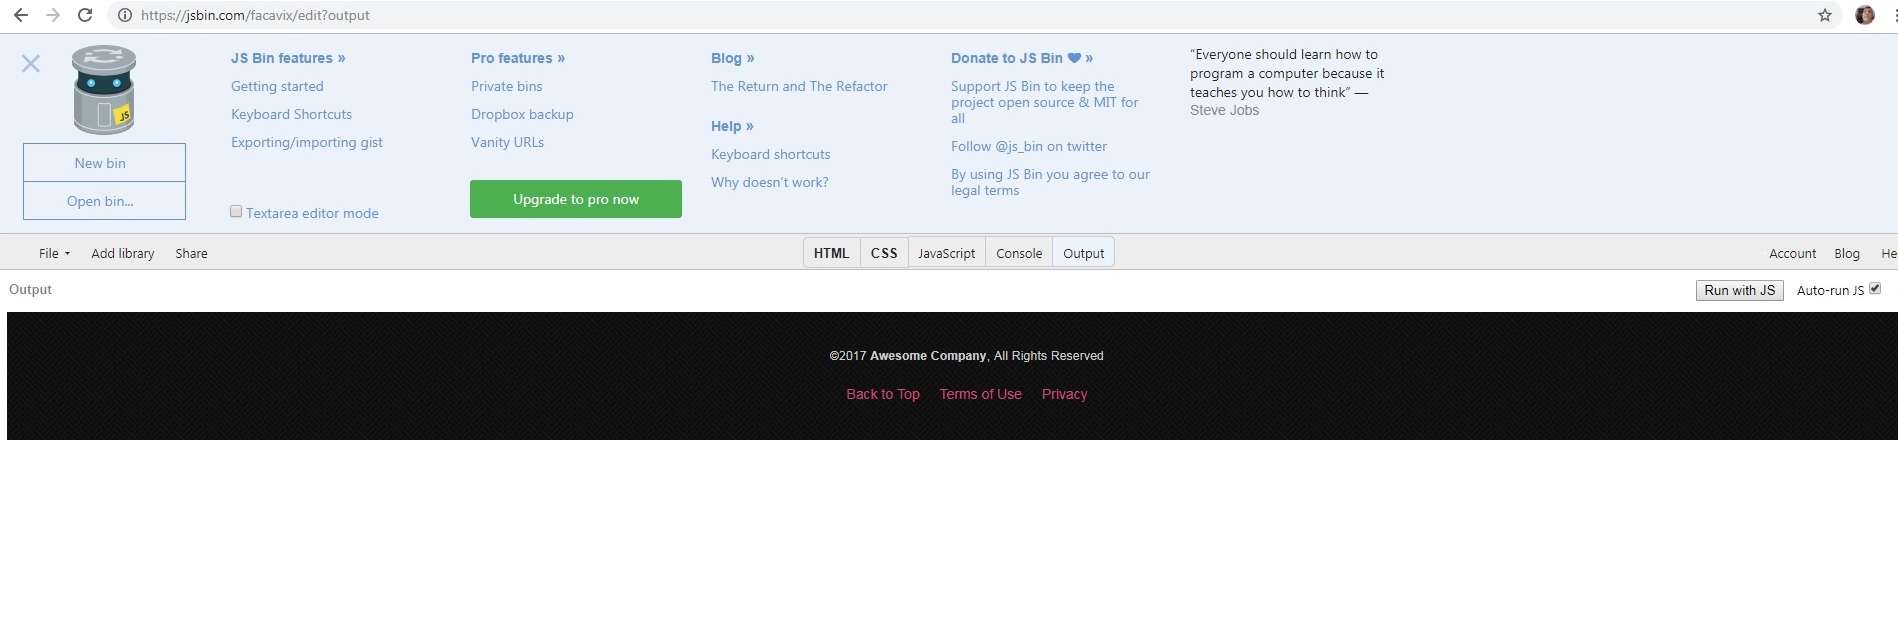 https://jsbin.com/facavix/edit?output
JS
New bin
Open bin...
JS Bin features »
Getting started
Keyboard Shortcuts
Exporting/importing gist
Textarea editor mode
Pro features »
Private bins
Dropbox backup
Vanity URLs
Upgrade to pro now
Blog »
The Return and The Refactor
Help »
Keyboard shortcuts
Why doesn't work?
Donate to JS Bin ♥ »
Support JS Bin to keep the
project open source & MIT for
all
Follow @js_bin on twitter
By using JS Bin you agree to our
legal terms
“Everyone should learn how to
program a computer because it
teaches you how to think” —
Steve Jobs
File Add library Share HTML CSS JavaScript Console Output Account Blog He
Output Run with JS Auto-run JS
©2017 Awesome Company, All Rights Reserved
Back to Top Terms of Use Privacy